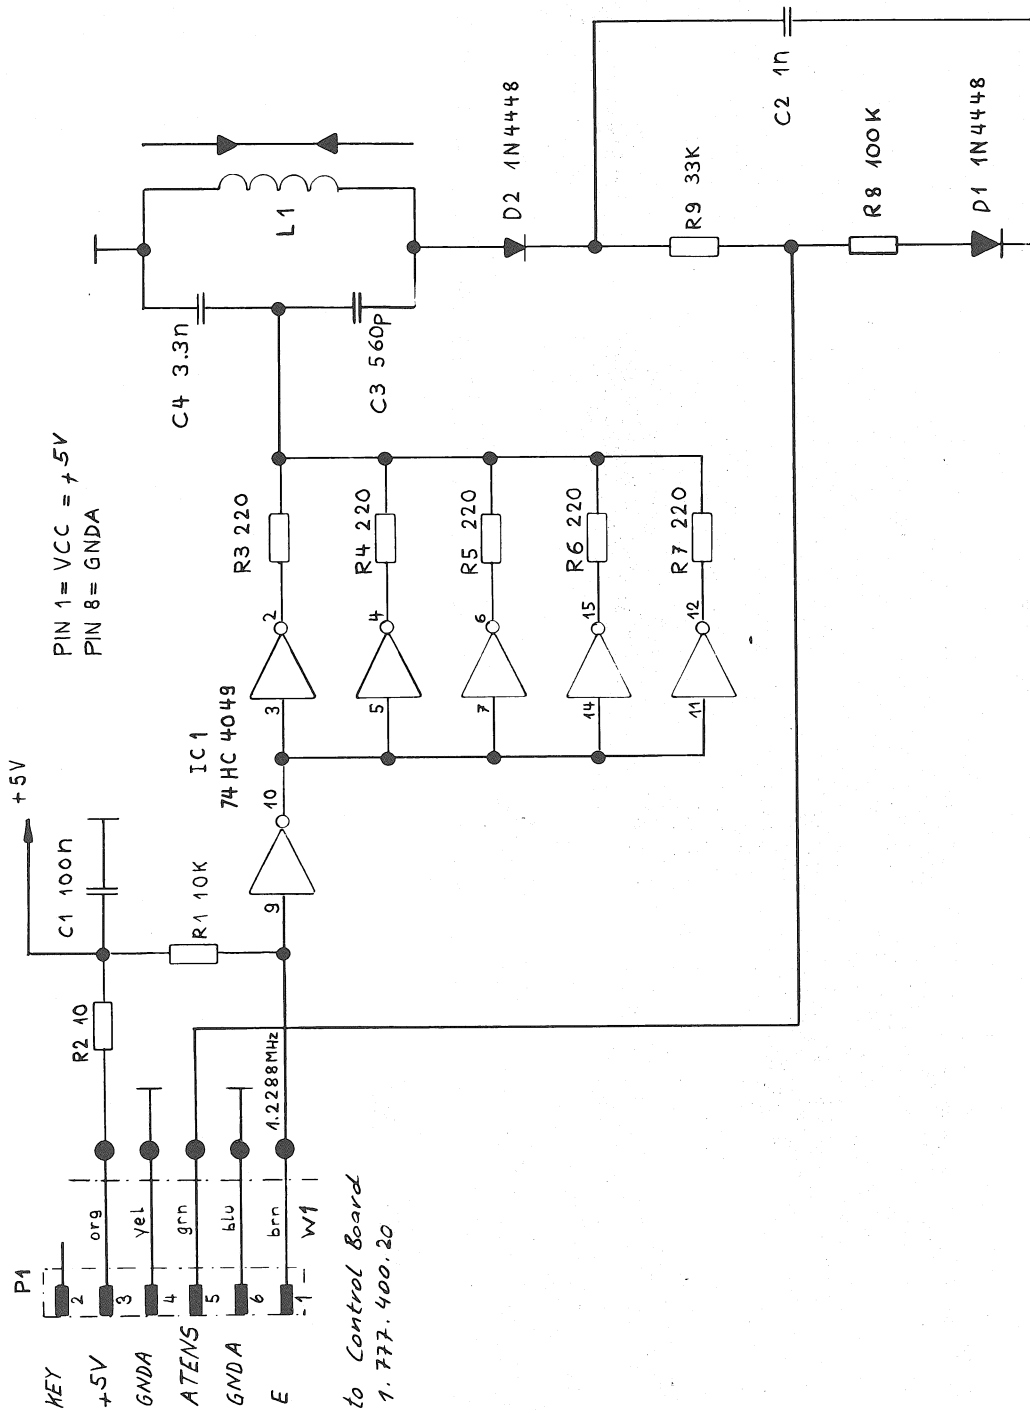 +5V
C1 100n
PIN 1 = VCC = +5V
PIN 8 = GNDA
C4 3.3n
L1
C3 560p
D2 1N4448
C2 1n
R9 33K
R8 100K
D1 1N4448
R2 10
R1 10K
IC1
74HC4049
9
10
3
2
R3 220
5
4
R4 220
7
6
R5 220
14
15
R6 220
11
12
R7 220
1.2288MHz
P1
W1
KEY
2
+5V
3
org
GNDA
4
yel
ATENS
5
grn
GNDA
6
blu
E
1
brn
to Control Board
1.777.400.20